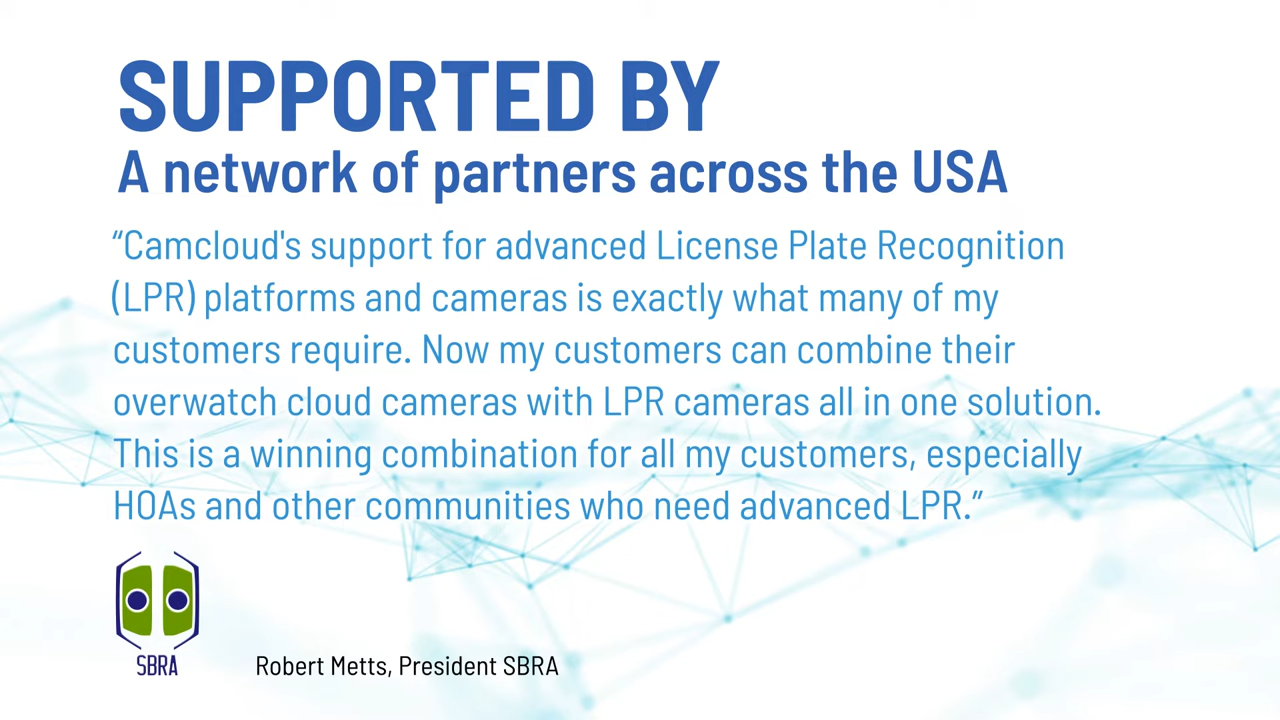 SUPPORTED BY
A network of partners across the USA
“Camcloud's support for advanced License Plate Recognition
(LPR) platforms and cameras is exactly what many of my
customers require. Now my customers can combine their
overwatch cloud cameras with LPR cameras all in one solution.
This is a winning combination for all my customers, especially
HOAs and other communities who need advanced LPR.”
SBRA
Robert Metts, President SBRA